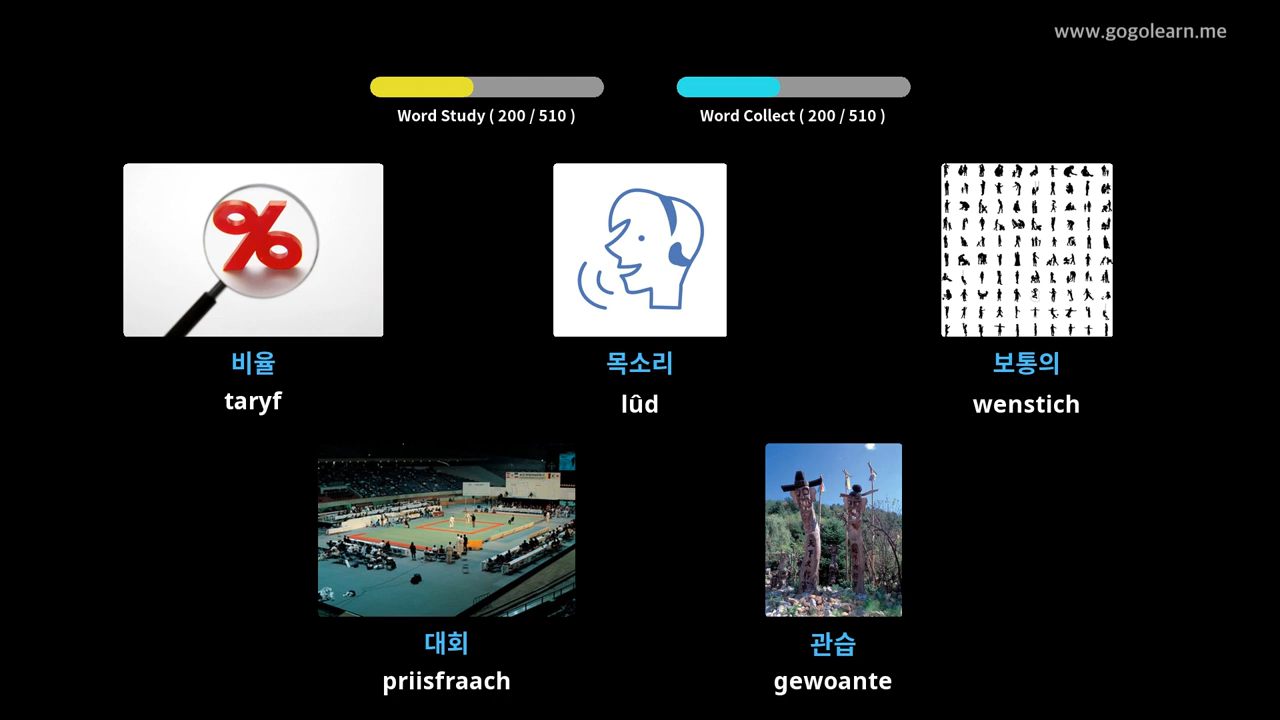 www.gogolearn.me
Word Study ( 200 / 510 )
Word Collect ( 200 / 510 )
비율
taryf
목소리
lûd
보통의
wenstich
대회
priisfraach
관습
gewoante